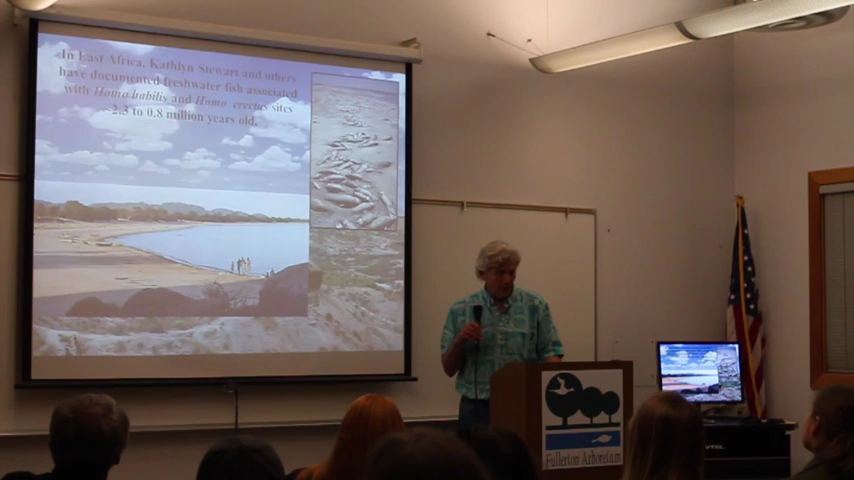 In East Africa, Kathlyn Stewart and others
have documented freshwater fish associated
with Homo habilis and Homo erectus sites
~2.3 to 0.8 million years old.
Fullerton Arboretum